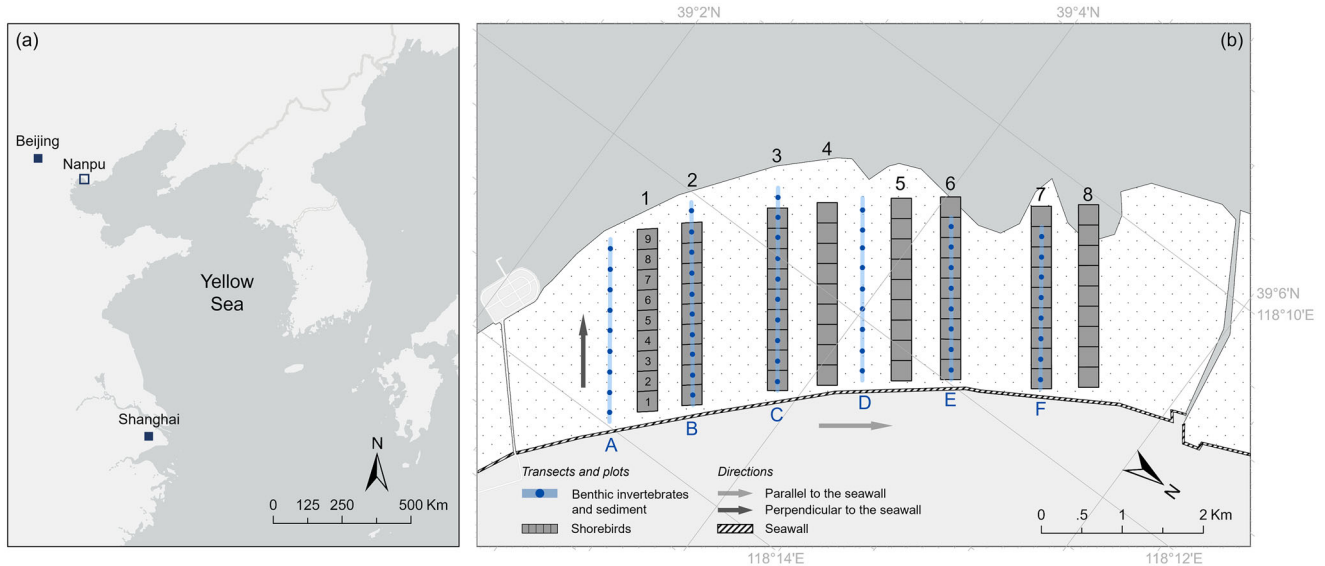 (a)
Beijing
Nanpu
Yellow
Sea
Shanghai
N
0 125 250 500 Km
39°2'N
39°4'N
(b)
1
2
3
4
5
6
7
8
9
8
7
6
5
4
3
2
1
39°6'N
118°10'E
A
B
C
D
E
F
Transects and plots
Benthic invertebrates
and sediment
Shorebirds
Directions
Parallel to the seawall
Perpendicular to the seawall
Seawall
N
0 .5 1 2 Km
118°14'E
118°12'E